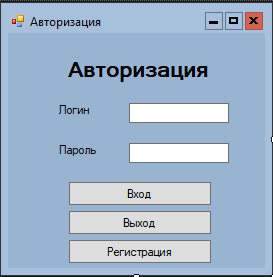 Авторизация
Авторизация
Логин
Пароль
Вход
Выход
Регистрация